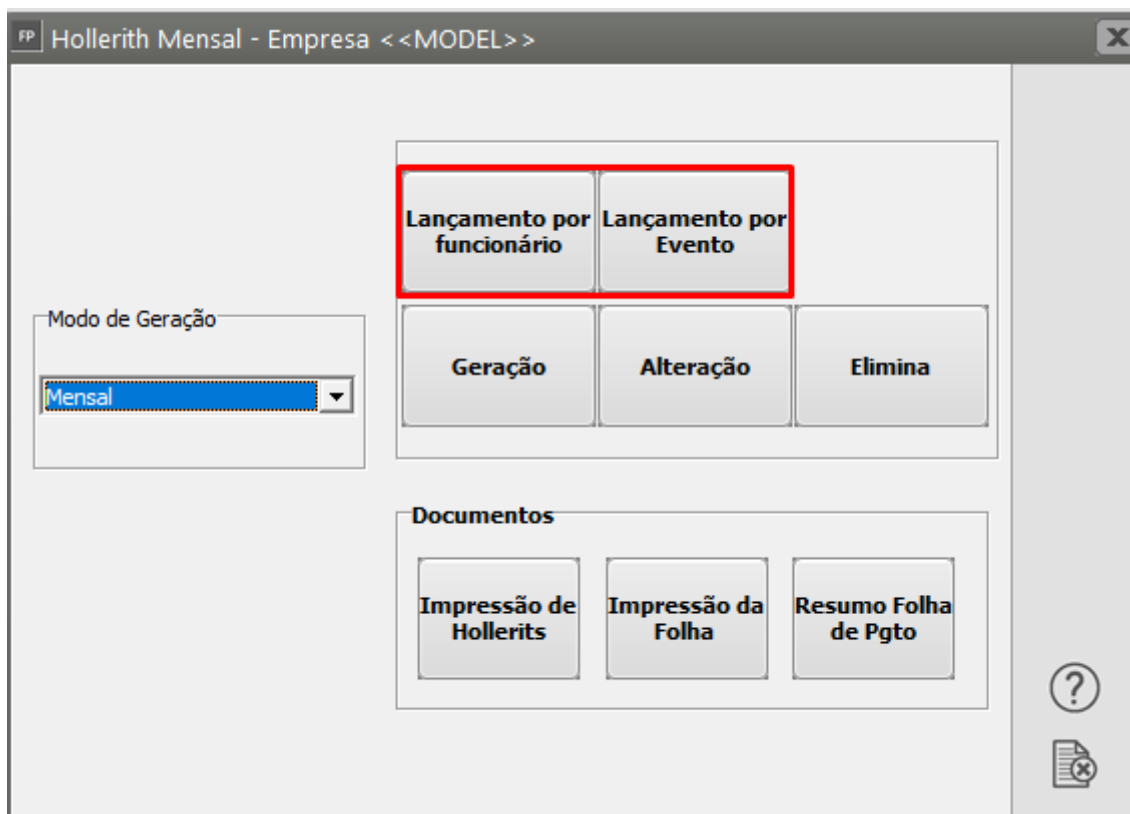 FP Hollerith Mensal - Empresa <<MODEL>>
Lançamento por
funcionário
Lançamento por
Evento
Modo de Geração
Mensal
Geração
Alteração
Elimina
Documentos
Impressão de
Hollerits
Impressão da
Folha
Resumo Folha
de Pgto
?